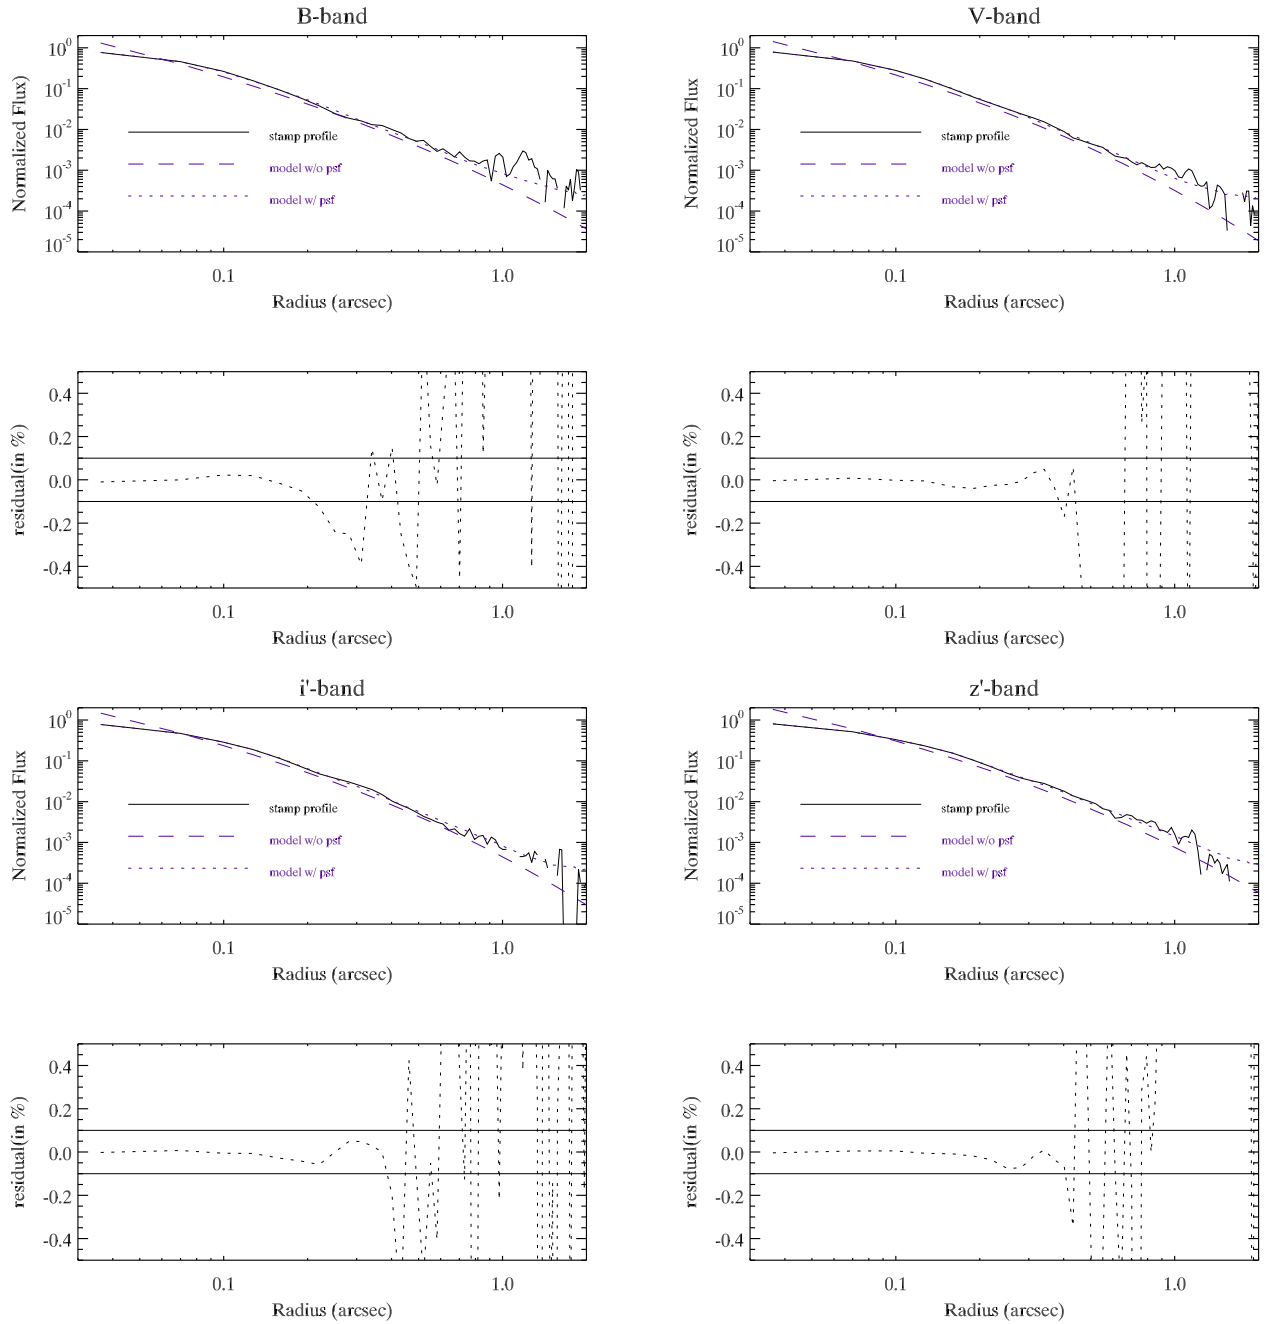 B-band
Normalized Flux)
10^0
10^-1
10^-2
10^-3
10^-4
10^-5
stamp profile
model w/o psf
model w/ psf
0.1 1.0
Radius (arcsec)
V-band
Normalized Flux
10^0
10^-1
10^-2
10^-3
10^-4
10^-5
stamp profile
model w/o psf
model w/ psf
0.1 1.0
Radius (arcsec)
residual(in %)
0.4
0.2
0.0
-0.2
-0.4
0.1 1.0
Radius (arcsec)
residual(in %)
0.4
0.2
0.0
-0.2
-0.4
0.1 1.0
Radius (arcsec)
i'-band
Normalized Flux
10^0
10^-1
10^-2
10^-3
10^-4
10^-5
stamp profile
model w/o psf
model w/ psf
0.1 1.0
Radius (arcsec)
z'-band
Normalized Flux
10^0
10^-1
10^-2
10^-3
10^-4
10^-5
stamp profile
model w/o psf
model w/ psf
0.1 1.0
Radius (arcsec)
residual(in %)
0.4
0.2
0.0
-0.2
-0.4
0.1 1.0
Radius (arcsec)
residual(in %)
0.4
0.2
0.0
-0.2
-0.4
0.1 1.0
Radius (arcsec)